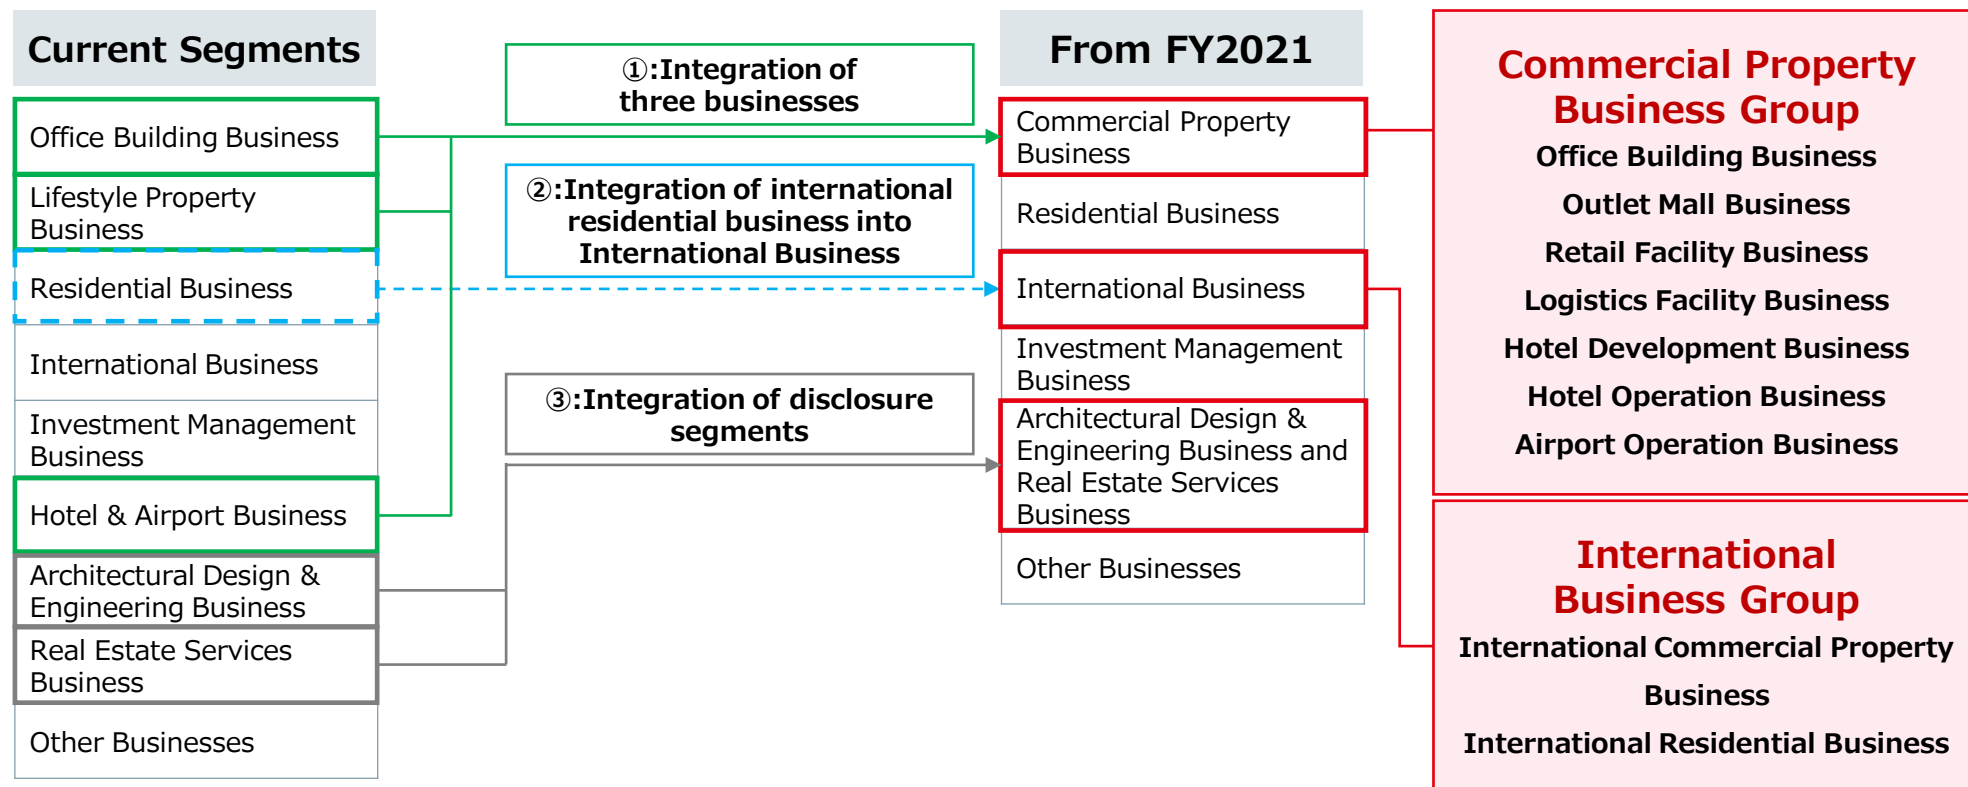 Current Segments
Office Building Business
Lifestyle Property
Business
Residential Business
International Business
Investment Management
Business
Hotel & Airport Business
Architectural Design &
Engineering Business
Real Estate Services
Business
Other Businesses
①:Integration of
three businesses
②:Integration of international
residential business into
International Business
③:Integration of disclosure
segments
From FY2021
Commercial Property
Business
Residential Business
International Business
Investment Management
Business
Architectural Design &
Engineering Business and
Real Estate Services
Business
Other Businesses
Commercial Property
Business Group
Office Building Business
Outlet Mall Business
Retail Facility Business
Logistics Facility Business
Hotel Development Business
Hotel Operation Business
Airport Operation Business
International
Business Group
International Commercial Property
Business
International Residential Business